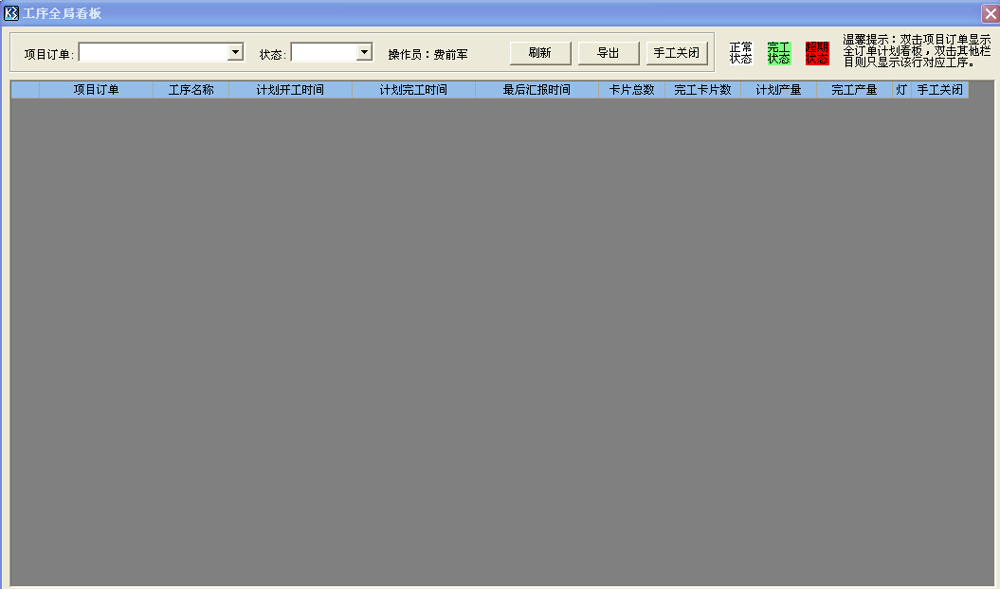 工序全局看板
项目订单: 状态: 操作员：费前军 刷新 导出 手工关闭
正常
状态
完工
状态
超期
状态
温馨提示：双击项目订单显示
全订单计划看板，双击其他栏
目则只显示该行对应工序。
项目订单 工序名称 计划开工时间 计划完工时间 最后汇报时间 卡片总数 完工卡片数 计划产量 完工产量 灯 手工关闭